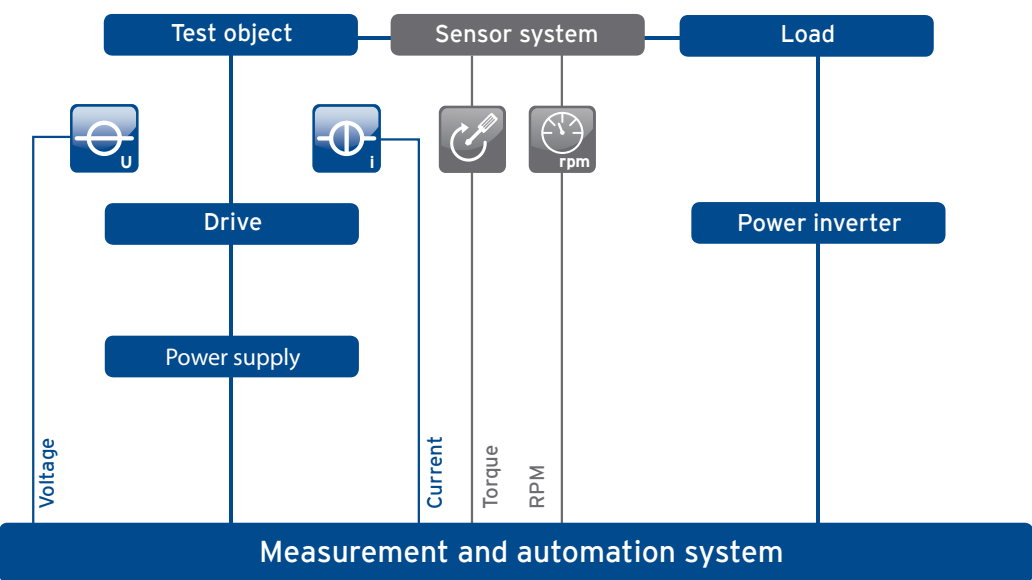 Test object
Sensor system
Load
U
i
rpm
Drive
Power inverter
Power supply
Voltage
Current
Torque
RPM
Measurement and automation system